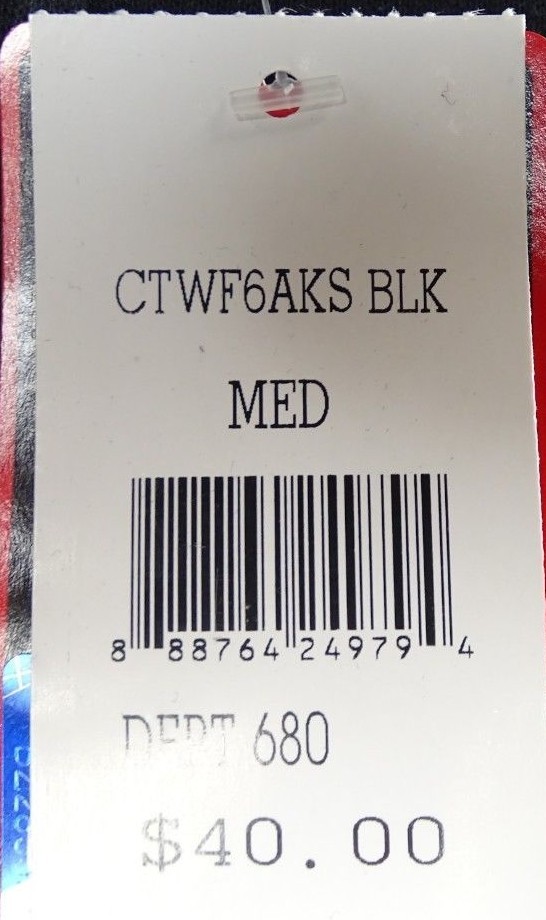 CTWF6AKS BLK
MED
8 88764 24979 4
DEPT 680
$40.00